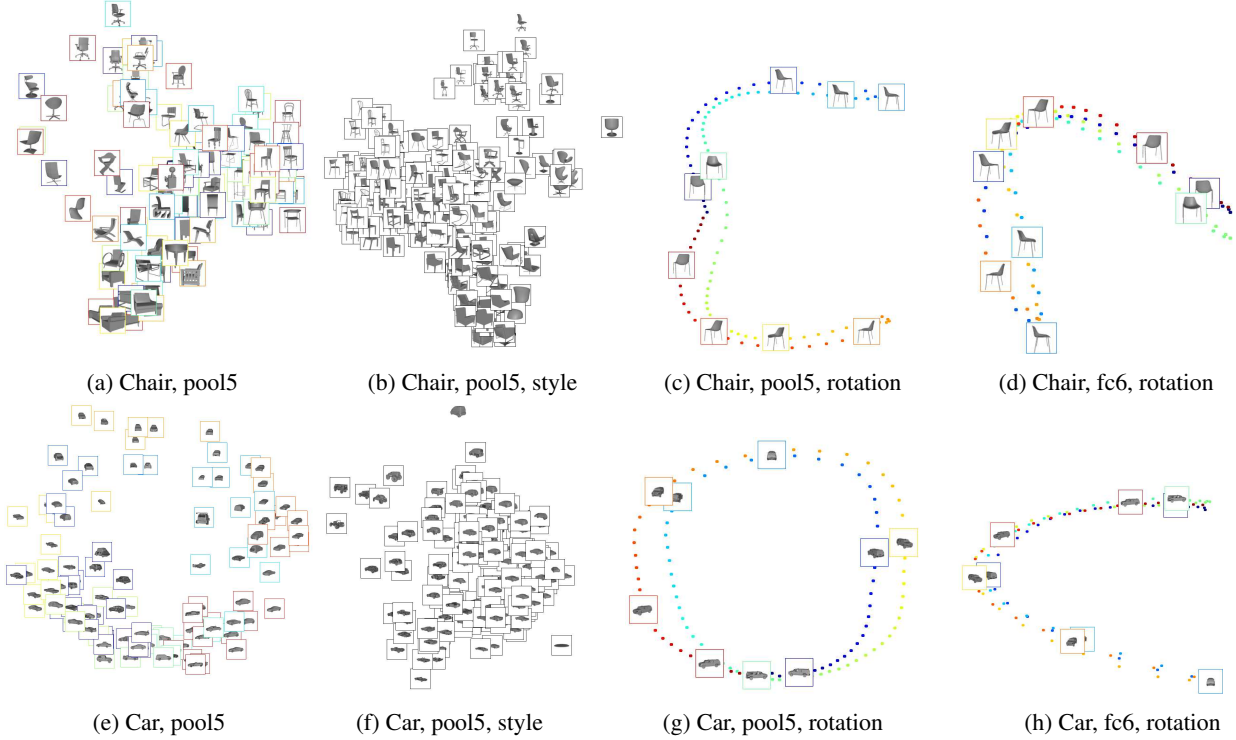 (a) Chair, pool5
(b) Chair, pool5, style
(c) Chair, pool5, rotation
(d) Chair, fc6, rotation
(e) Car, pool5
(f) Car, pool5, style
(g) Car, pool5, rotation
(h) Car, fc6, rotation